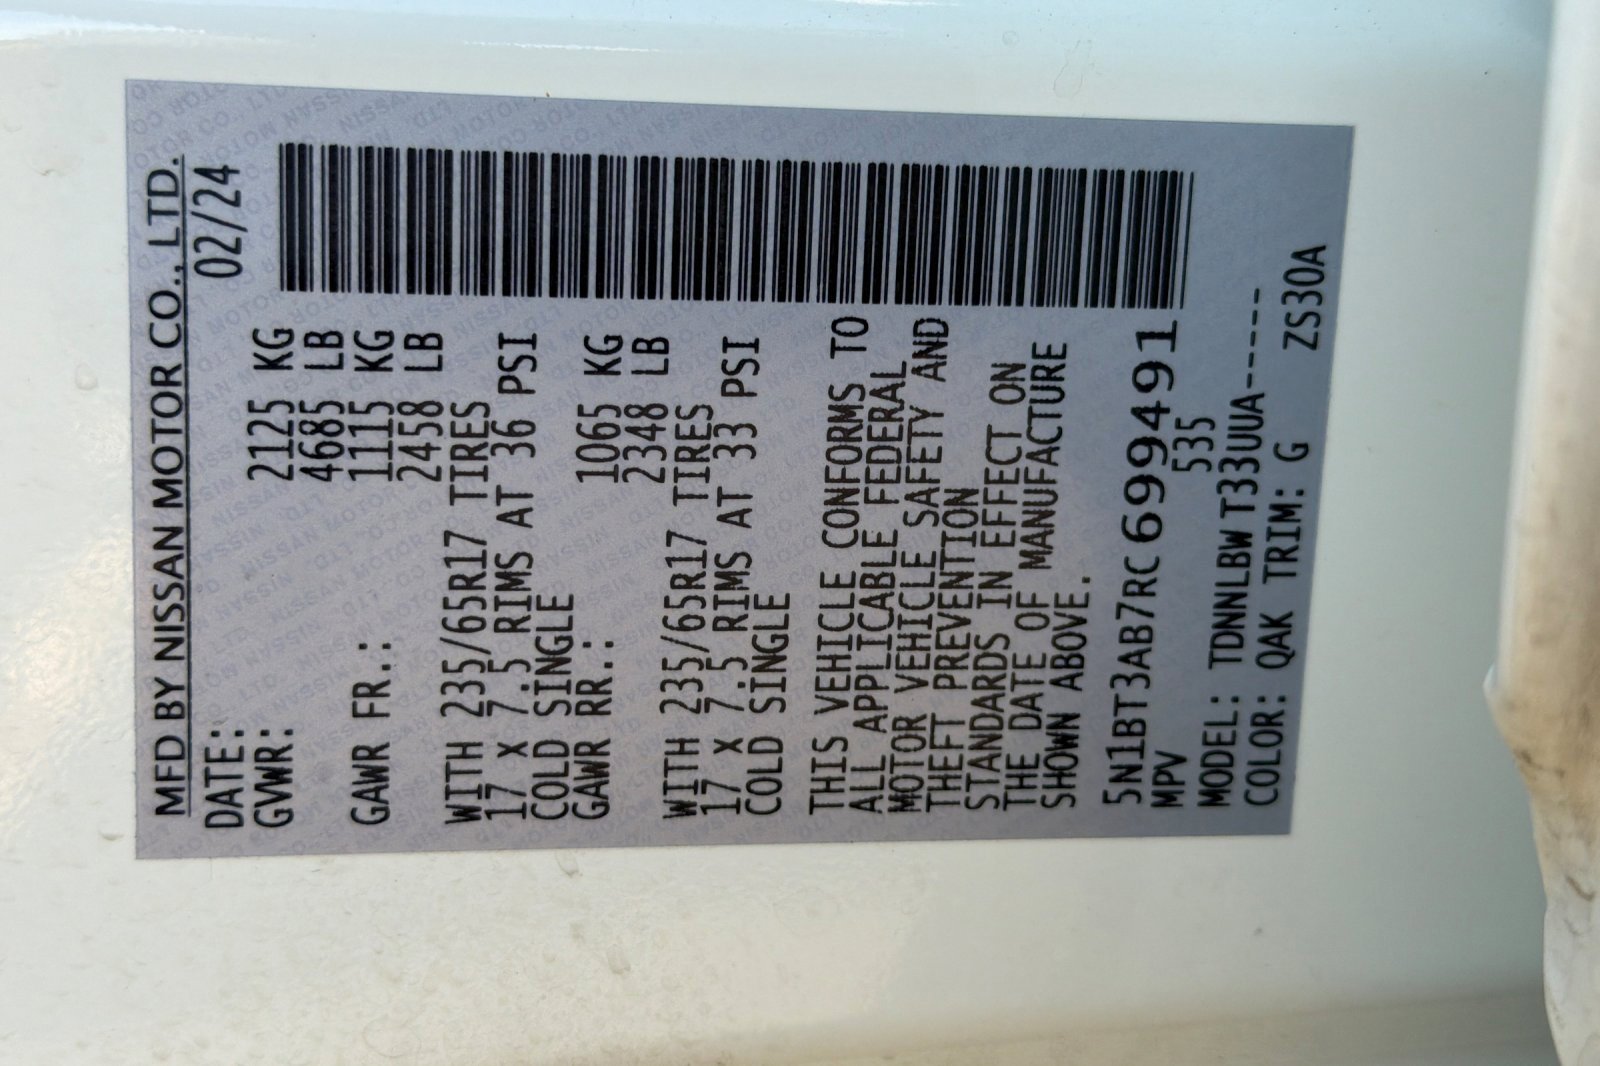 MFD BY NISSAN MOTOR CO., LTD.
DATE: 02/24
GVWR: 2125 KG
4685 LB
GAWR FR.: 1115 KG
2458 LB
WITH 235/65R17 TIRES
17 X 7.5 RIMS AT 36 PSI
COLD SINGLE
GAWR RR.: 1065 KG
2348 LB
WITH 235/65R17 TIRES
17 X 7.5 RIMS AT 33 PSI
COLD SINGLE
THIS VEHICLE CONFORMS TO
ALL APPLICABLE FEDERAL
MOTOR VEHICLE SAFETY AND
THEFT PREVENTION
STANDARDS IN EFFECT ON
THE DATE OF MANUFACTURE
SHOWN ABOVE.
5N1BT3AB7RC699491
MPV 535
MODEL: TDNNLBW T33UUA-----
COLOR: QAK TRIM: G ZS30A